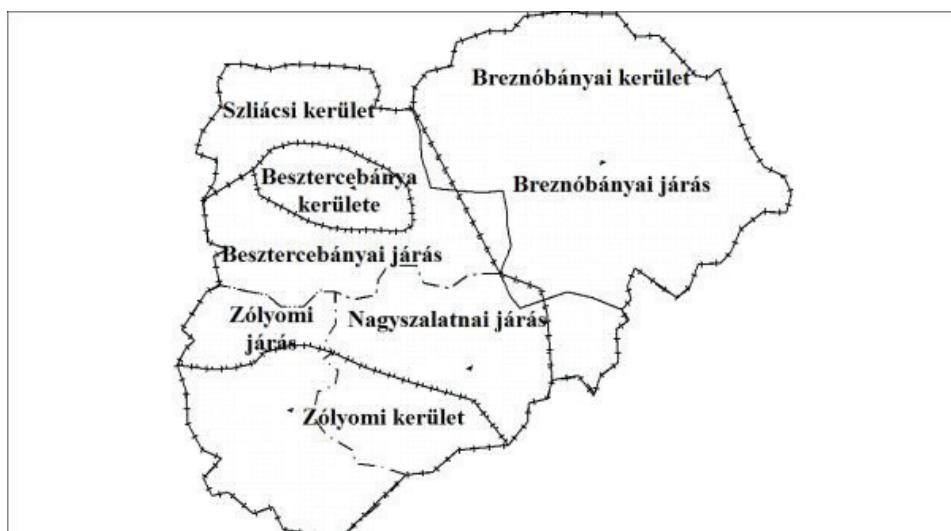 Breznóbányai kerület
Szliácsi kerület
Besztercebánya
kerülete
Breznóbányai járás
Besztercebányai járás
Zólyomi
járás
Nagyszalatnai járás
Zólyomi kerület